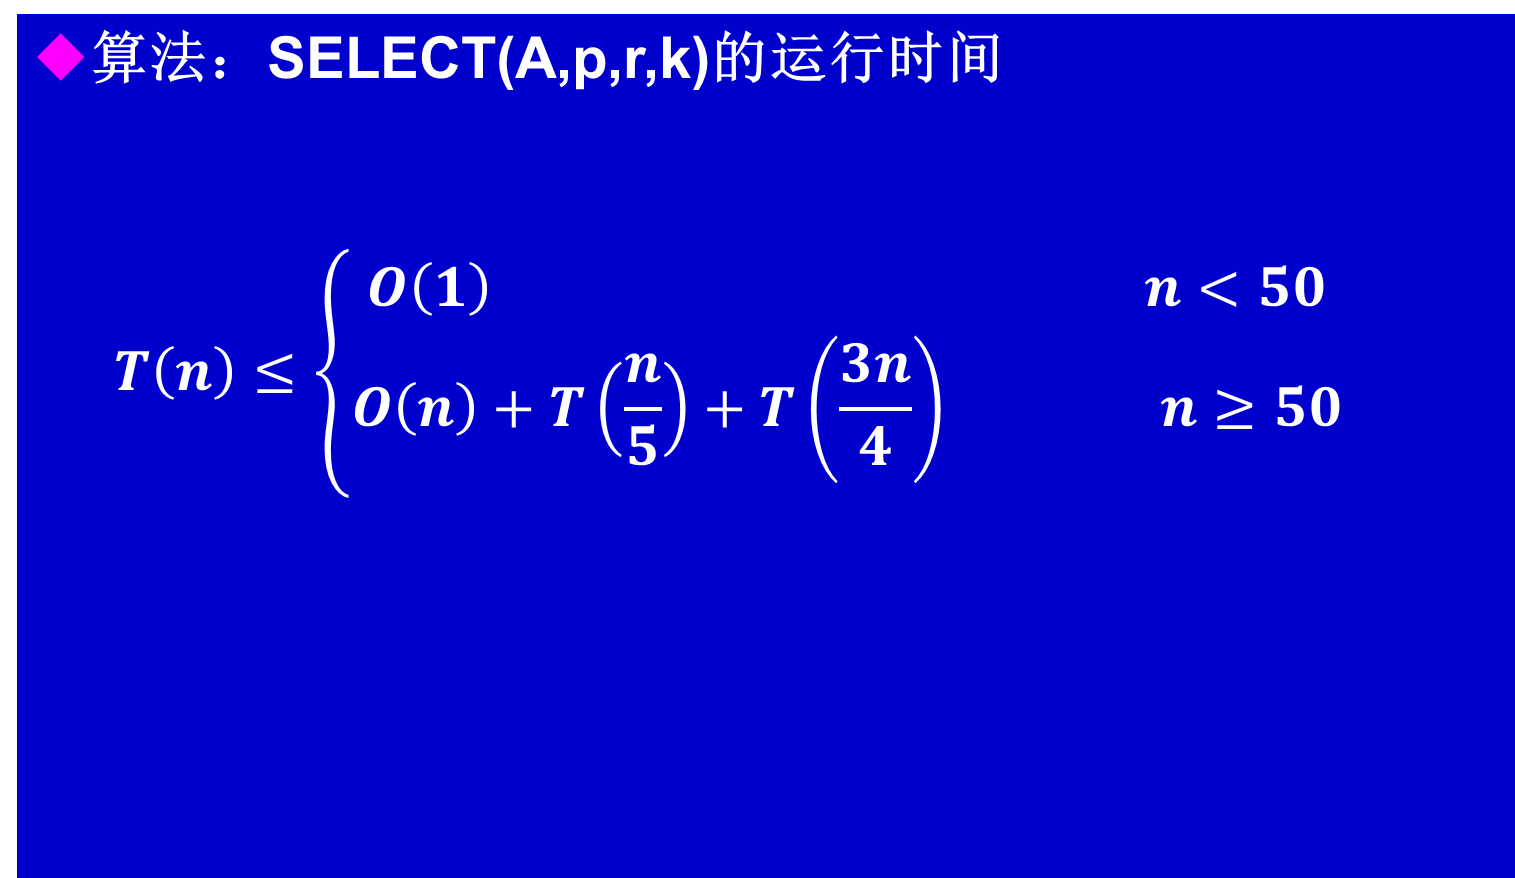 ◆算法：SELECT(A,p,r,k)的运行时间
T(n) ≤ { O(1) n < 50
O(n) + T(n/5) + T(3n/4) n ≥ 50